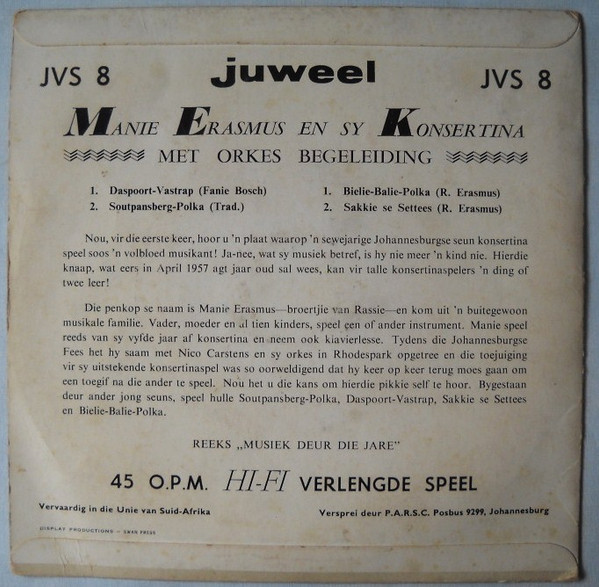 JVS 8 juweel JVS 8
MANIE ERASMUS EN SY KONSERTINA
MET ORKES BEGELEIDING
1. Daspoort-Vastrap (Fanie Bosch)
2. Soutpansberg-Polka (Trad.)
1. Bielie-Balie-Polka (R. Erasmus)
2. Sakkie se Settees (R. Erasmus)
Nou, vir die eerste keer, hoor u 'n plaat waarop 'n sewejarige Johannesburgse seun konsertina
speel soos 'n volbloed musikant! Ja-nee, wat sy musiek betref, is hy nie meer 'n kind nie. Hierdie
knaap, wat eers in April 1957 agt jaar oud sal wees, kan vir talle konsertinaspelers 'n ding of
twee leer!
Die penkop se naam is Manie Erasmus—broertjie van Rassie—en kom uit 'n buitegewoon
musikale familie. Vader, moeder en al tien kinders, speel een of ander instrument. Manie speel
reeds van sy vyfde jaar af konsertina en neem ook klavierlesse. Tydens die Johannesburgse
Fees het hy saam met Nico Carstens en sy orkes in Rhodespark opgetree en die toejuiging
vir sy uitstekende konsertinaspel was so oorweldigend dat hy keer op keer terug moes gaan om
een toegif na die ander te speel. Nou het u die kans om hierdie pikkie self te hoor. Bygestaan
deur ander jong seuns, speel hulle Soutpansberg-Polka, Daspoort-Vastrap, Sakkie se Settees
en Bielie-Balie-Polka.
REEKS „MUSIEK DEUR DIE JARE"
45 O.P.M. HI-FI VERLENGDE SPEEL
Vervaardig in die Unie van Suid-Afrika Versprei deur P.A.R.S.C. Posbus 9299, Johannesburg
DISPLAY PRODUCTIONS — SWAN PRESS